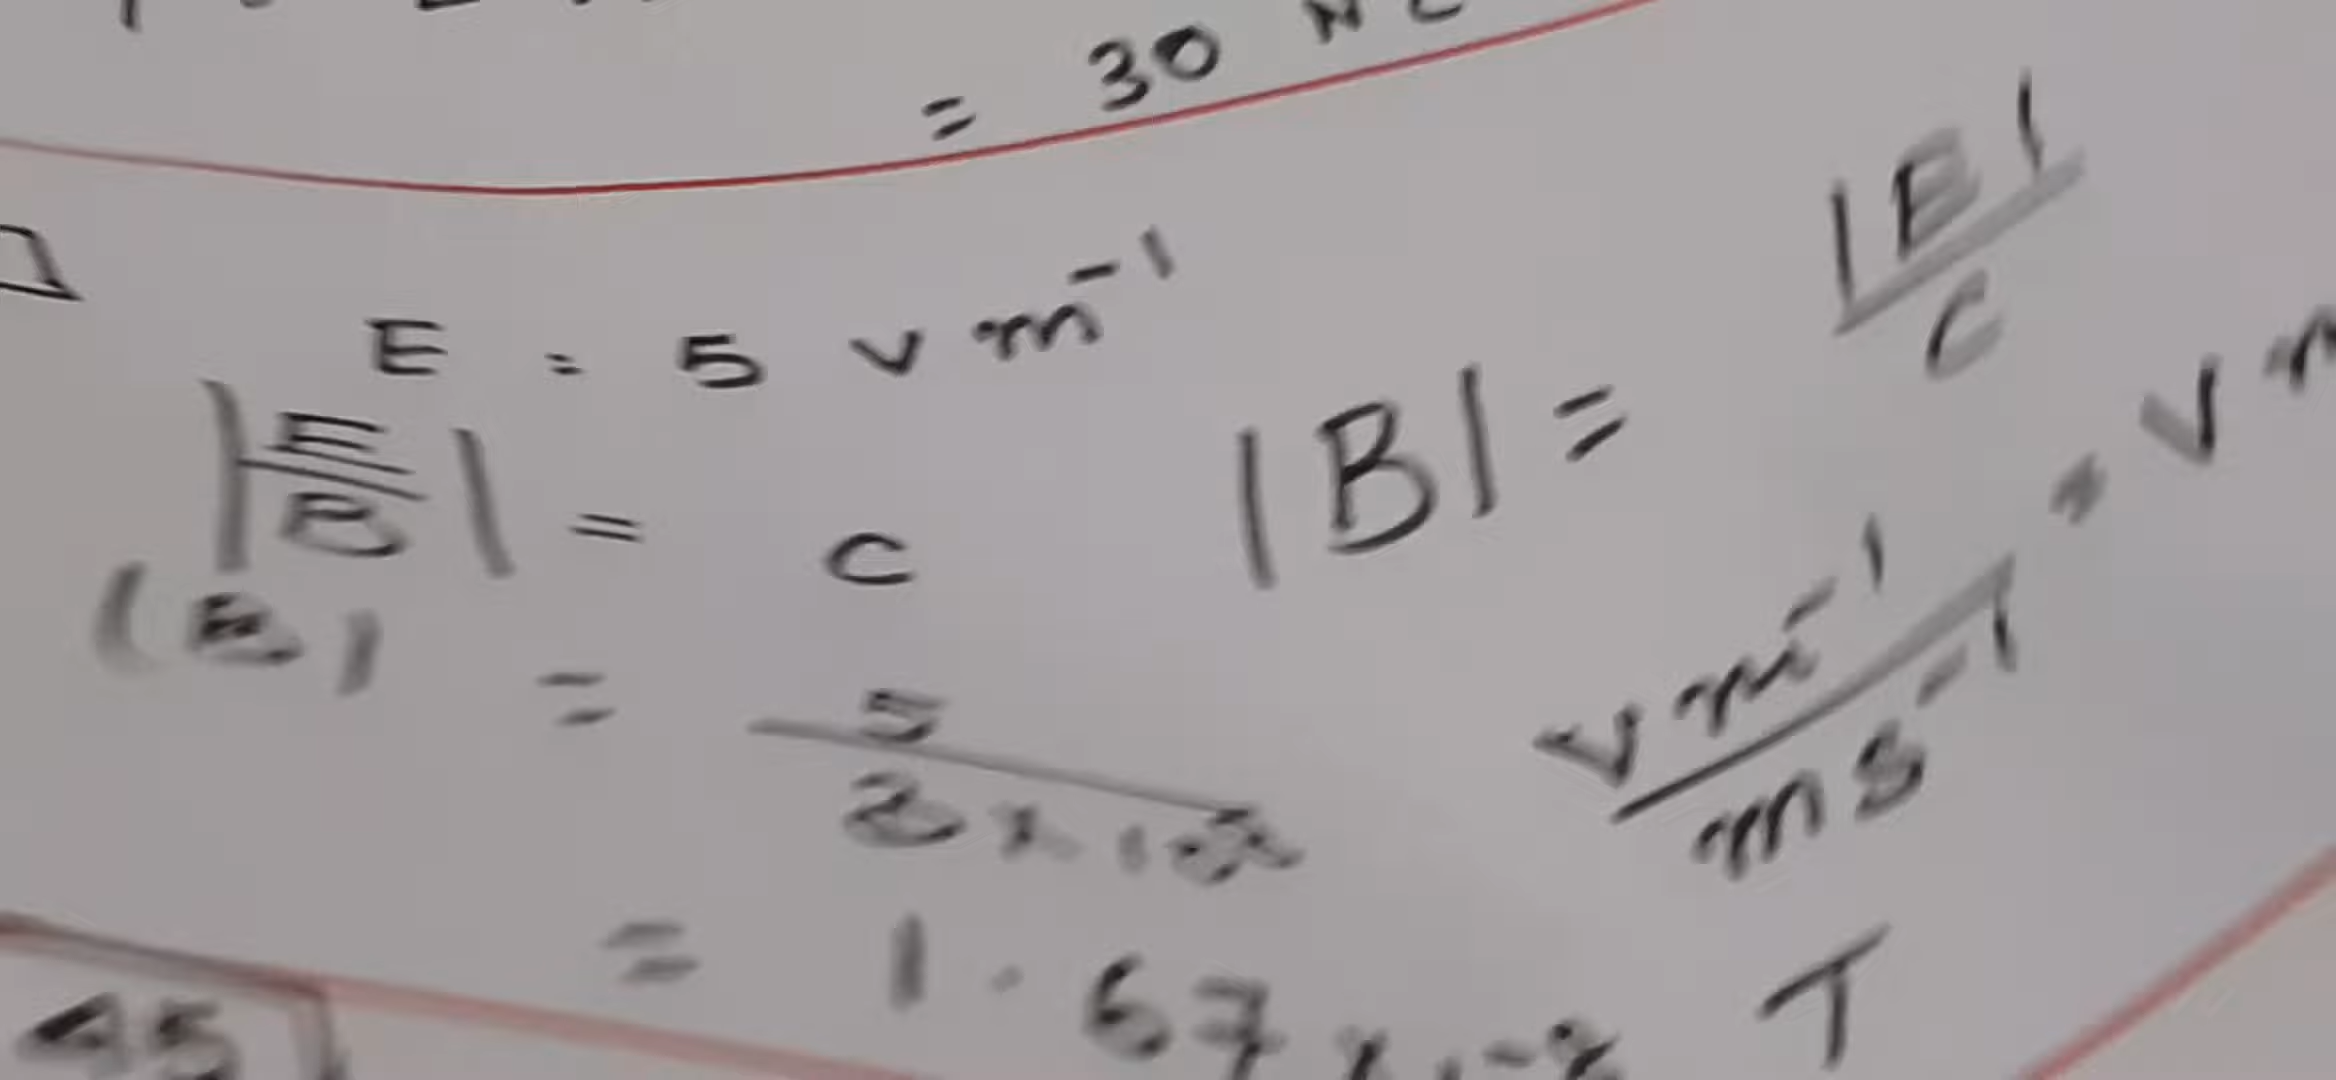 = 30 N C
E = 5 V m⁻¹
|E/B| = C
|B| = |E|/C
|B| = 5/3 × 10⁸
V m⁻¹/m s⁻¹ = V
= 1.67 × T
45